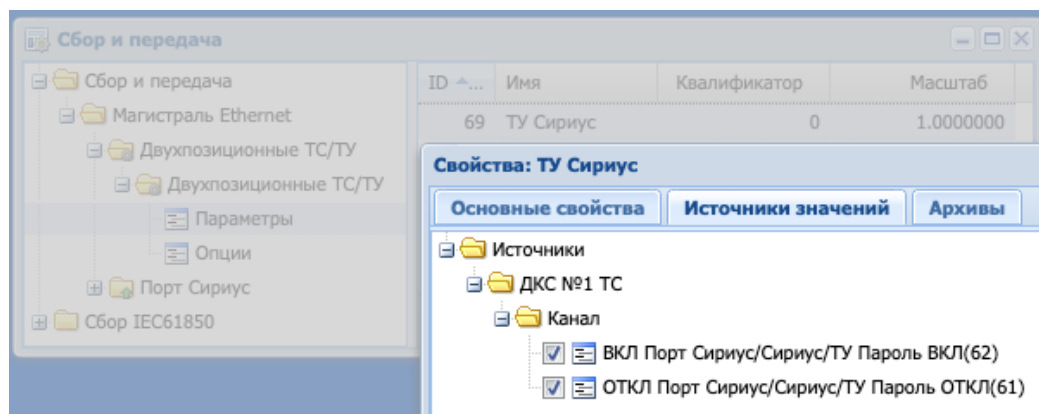 Сбор и передача
Сбор и передача
Магистраль Ethernet
Двухпозиционные ТС/ТУ
Двухпозиционные ТС/ТУ
Параметры
Опции
Порт Сириус
Сбор IEC61850
ID ... Имя Квалификатор Масштаб
69 ТУ Сириус 0 1.0000000
Свойства: ТУ Сириус
Основные свойства Источники значений Архивы
Источники
ДКС №1 ТС
Канал
ВКЛ Порт Сириус/Сириус/ТУ Пароль ВКЛ(62)
ОТКЛ Порт Сириус/Сириус/ТУ Пароль ОТКЛ(61)